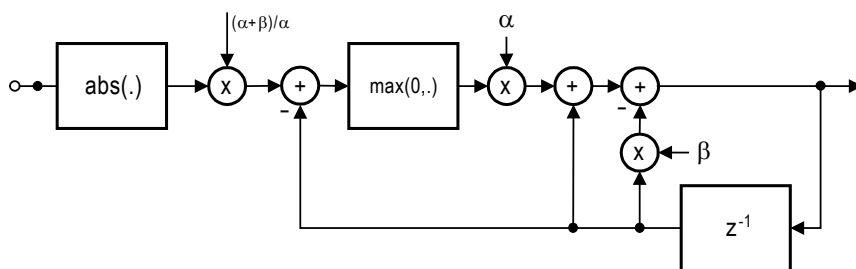 (α+β)/α
α
abs(.)
x
+
-
max(0,.)
x
+
+
-
x
β
z⁻¹